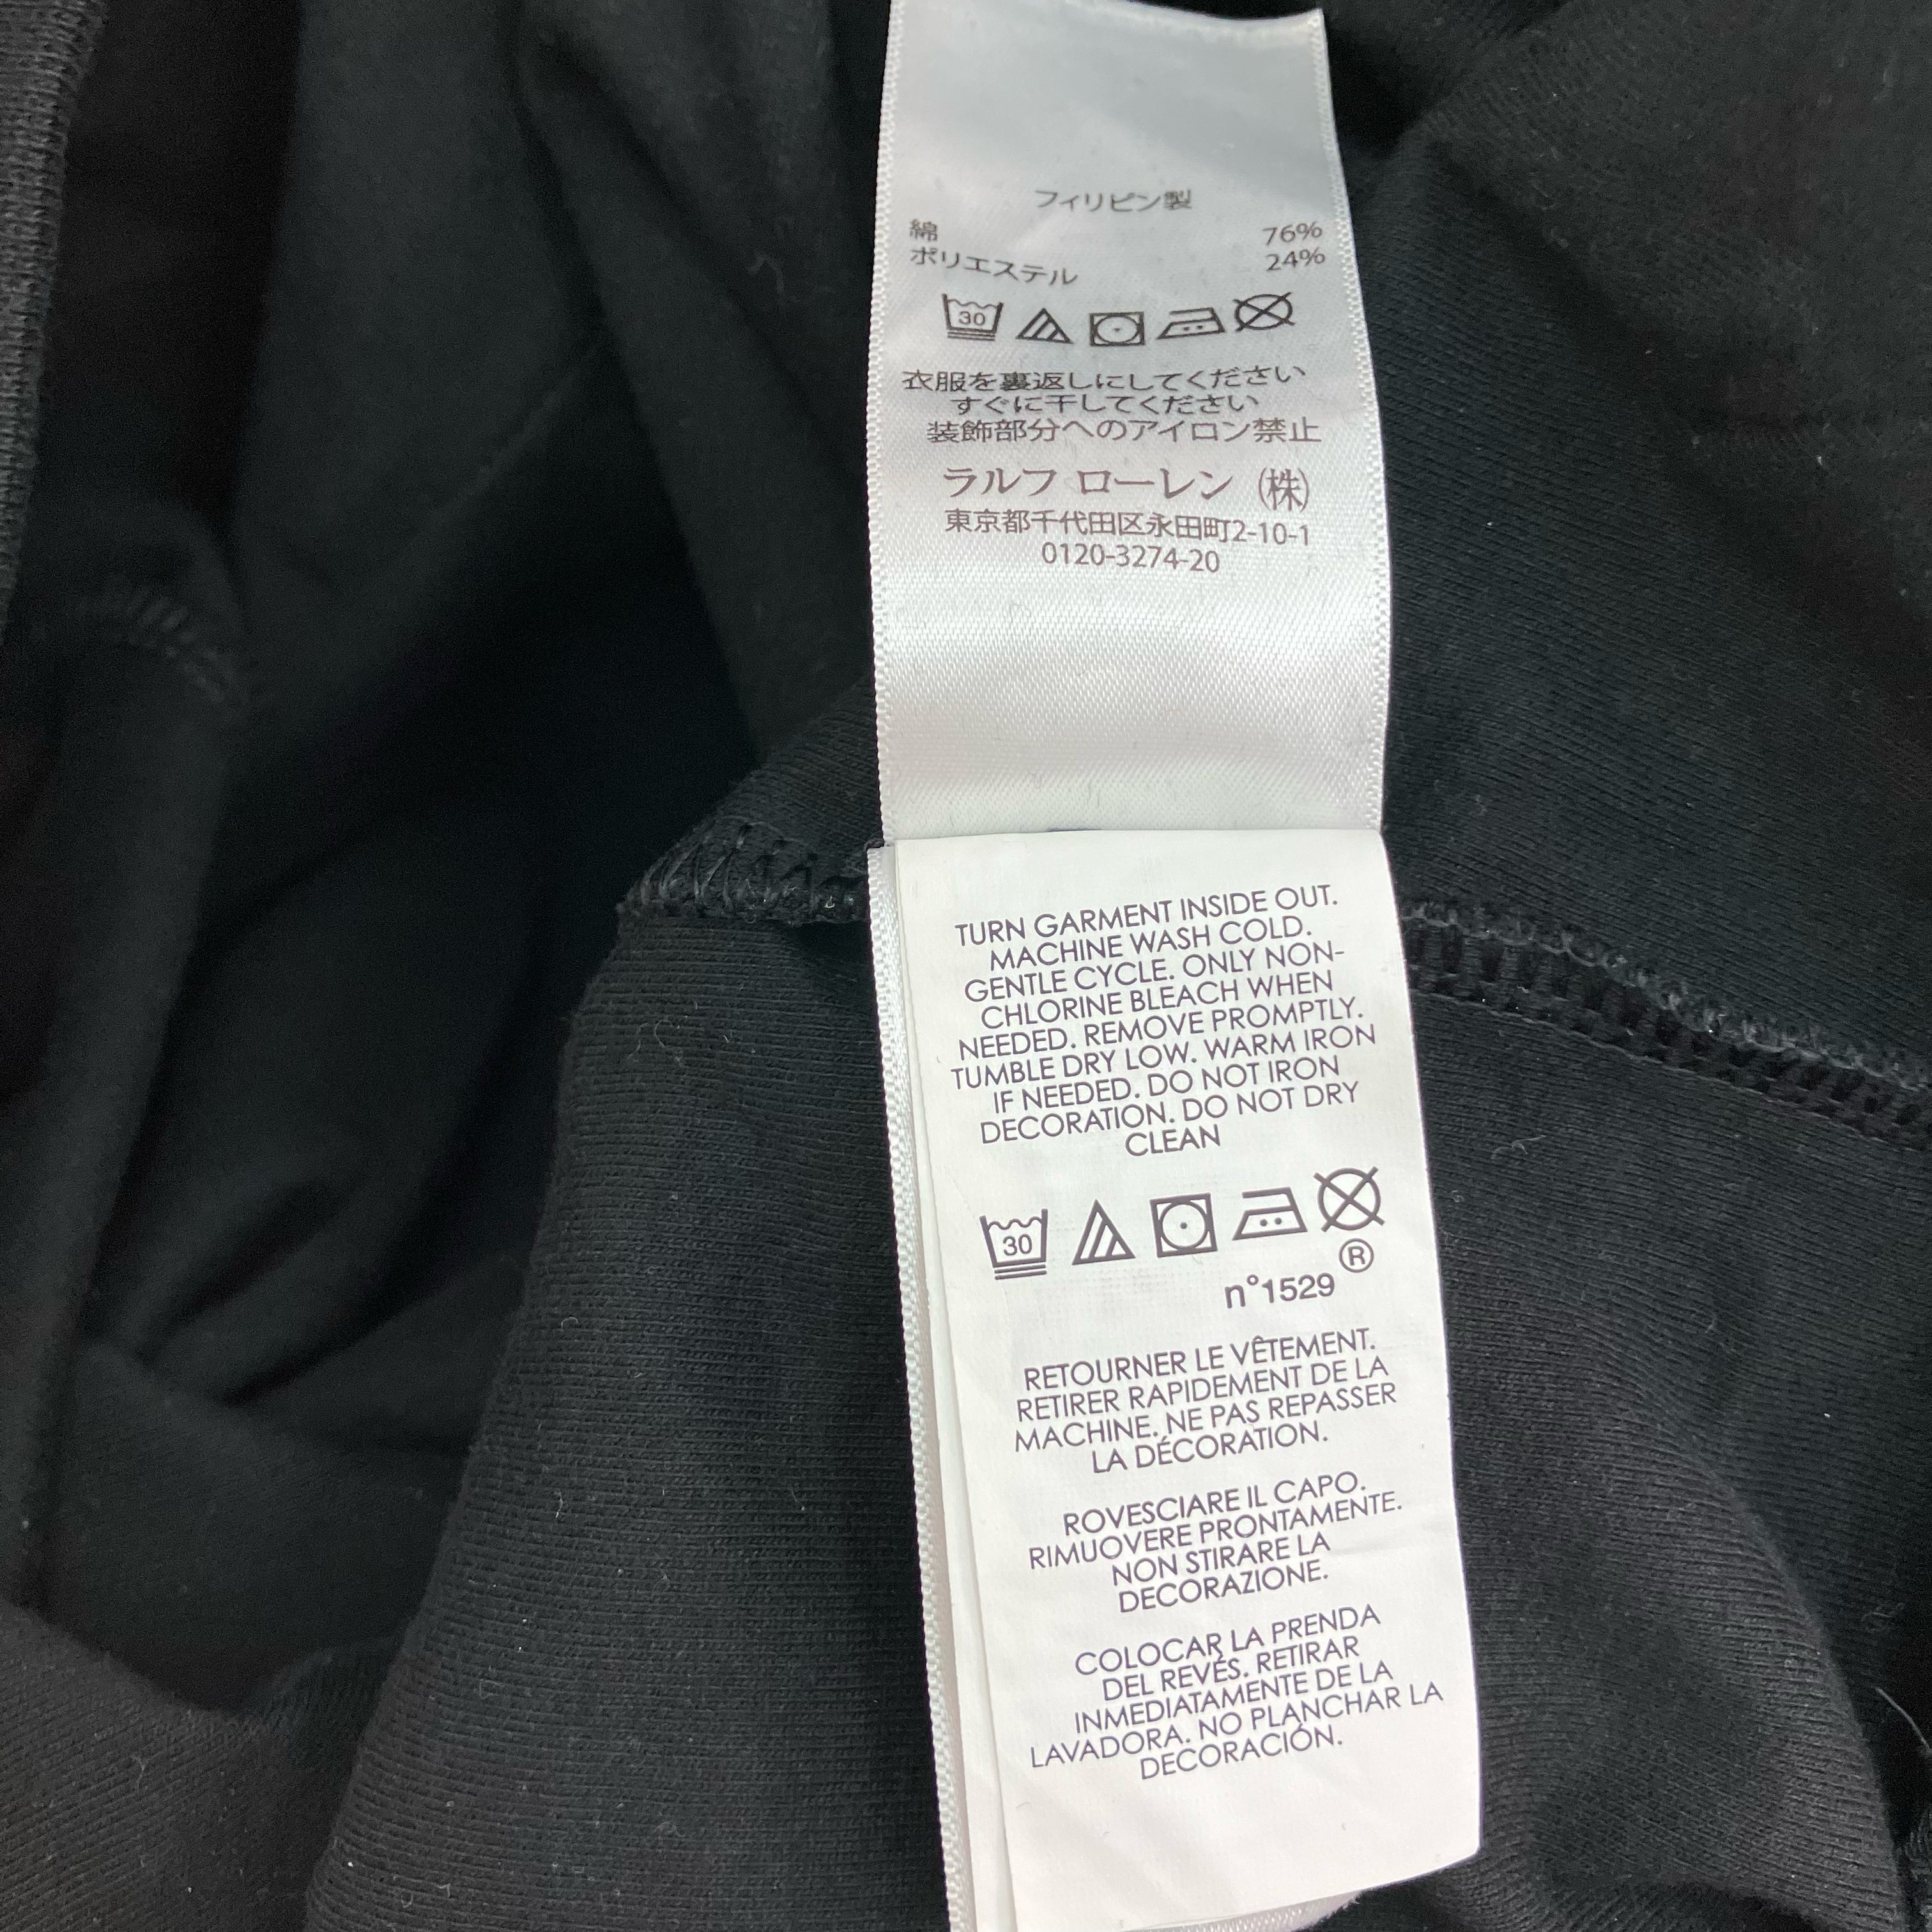 フィリピン製
綿 76%
ポリエステル 24%
30
衣服を裏返しにしてください
すぐに干してください
装飾部分へのアイロン禁止
ラルフ ローレン (株)
東京都千代田区永田町2-10-1
0120-3274-20
TURN GARMENT INSIDE OUT.
MACHINE WASH COLD.
GENTLE CYCLE. ONLY NON-
CHLORINE BLEACH WHEN
NEEDED. REMOVE PROMPTLY.
TUMBLE DRY LOW. WARM IRON
IF NEEDED. DO NOT IRON
DECORATION. DO NOT DRY
CLEAN
30
®
n°1529
RETOURNER LE VÊTEMENT.
RETIRER RAPIDEMENT DE LA
MACHINE. NE PAS REPASSER
LA DÉCORATION.
ROVESCIARE IL CAPO.
RIMUOVERE PRONTAMENTE.
NON STIRARE LA
DECORAZIONE.
COLOCAR LA PRENDA
DEL REVÉS. RETIRAR
INMEDIATAMENTE DE LA
LAVADORA. NO PLANCHAR LA
DECORACIÓN.